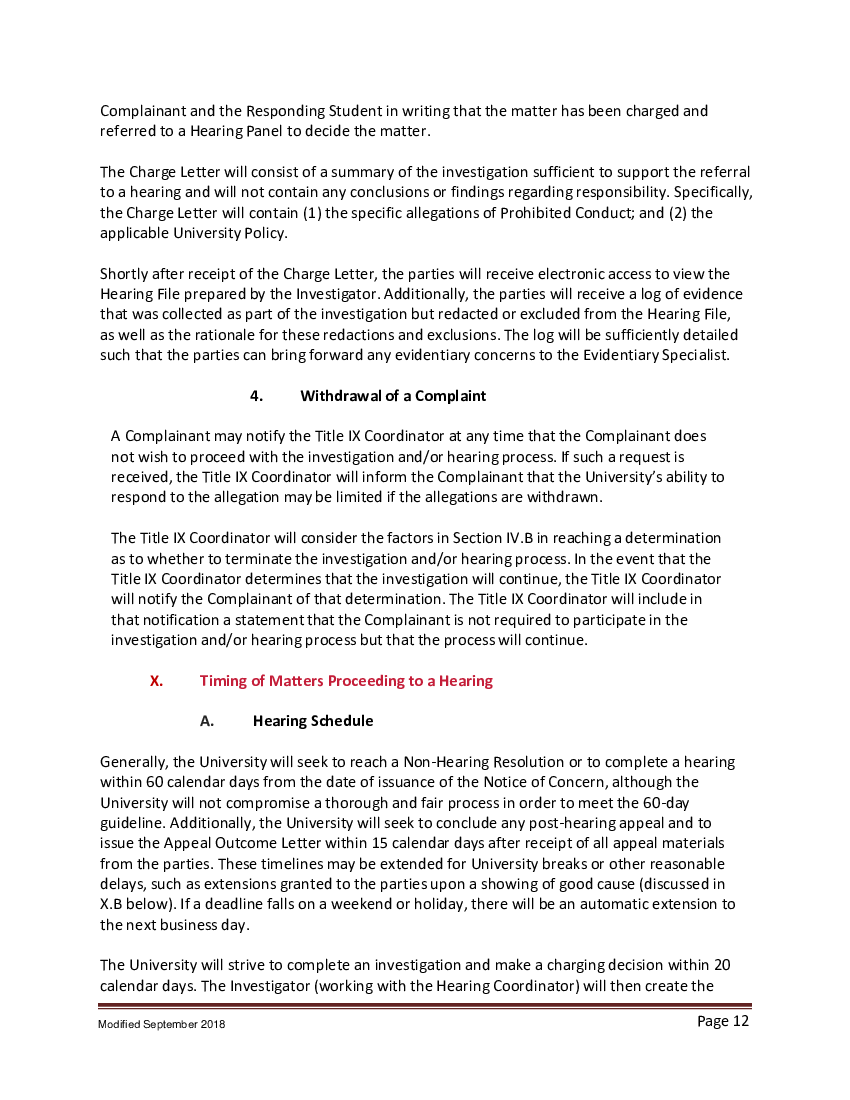 Complainant and the Responding Student in writing that the matter has been charged and
referred to a Hearing Panel to decide the matter.
The Charge Letter will consist of a summary of the investigation sufficient to support the referral
to a hearing and will not contain any conclusions or findings regarding responsibility. Specifically,
the Charge Letter will contain (1) the specific allegations of Prohibited Conduct; and (2) the
applicable University Policy.
Shortly after receipt of the Charge Letter, the parties will receive electronic access to view the
Hearing File prepared by the Investigator. Additionally, the parties will receive a log of evidence
that was collected as part of the investigation but redacted or excluded from the Hearing File,
as well as the rationale for these redactions and exclusions. The log will be sufficiently detailed
such that the parties can bring forward any evidentiary concerns to the Evidentiary Specialist.
4. Withdrawal of a Complaint
A Complainant may notify the Title IX Coordinator at any time that the Complainant does
not wish to proceed with the investigation and/or hearing process. If such a request is
received, the Title IX Coordinator will inform the Complainant that the University's ability to
respond to the allegation may be limited if the allegations are withdrawn.
The Title IX Coordinator will consider the factors in Section IV.B in reaching a determination
as to whether to terminate the investigation and/or hearing process. In the event that the
Title IX Coordinator determines that the investigation will continue, the Title IX Coordinator
will notify the Complainant of that determination. The Title IX Coordinator will include in
that notification a statement that the Complainant is not required to participate in the
investigation and/or hearing process but that the process will continue.
X. Timing of Matters Proceeding to a Hearing
A. Hearing Schedule
Generally, the University will seek to reach a Non-Hearing Resolution or to complete a hearing
within 60 calendar days from the date of issuance of the Notice of Concern, although the
University will not compromise a thorough and fair process in order to meet the 60-day
guideline. Additionally, the University will seek to conclude any post-hearing appeal and to
issue the Appeal Outcome Letter within 15 calendar days after receipt of all appeal materials
from the parties. These timelines may be extended for University breaks or other reasonable
delays, such as extensions granted to the parties upon a showing of good cause (discussed in
X.B below). If a deadline falls on a weekend or holiday, there will be an automatic extension to
the next business day.
The University will strive to complete an investigation and make a charging decision within 20
calendar days. The Investigator (working with the Hearing Coordinator) will then create the
Modified September 2018 Page 12